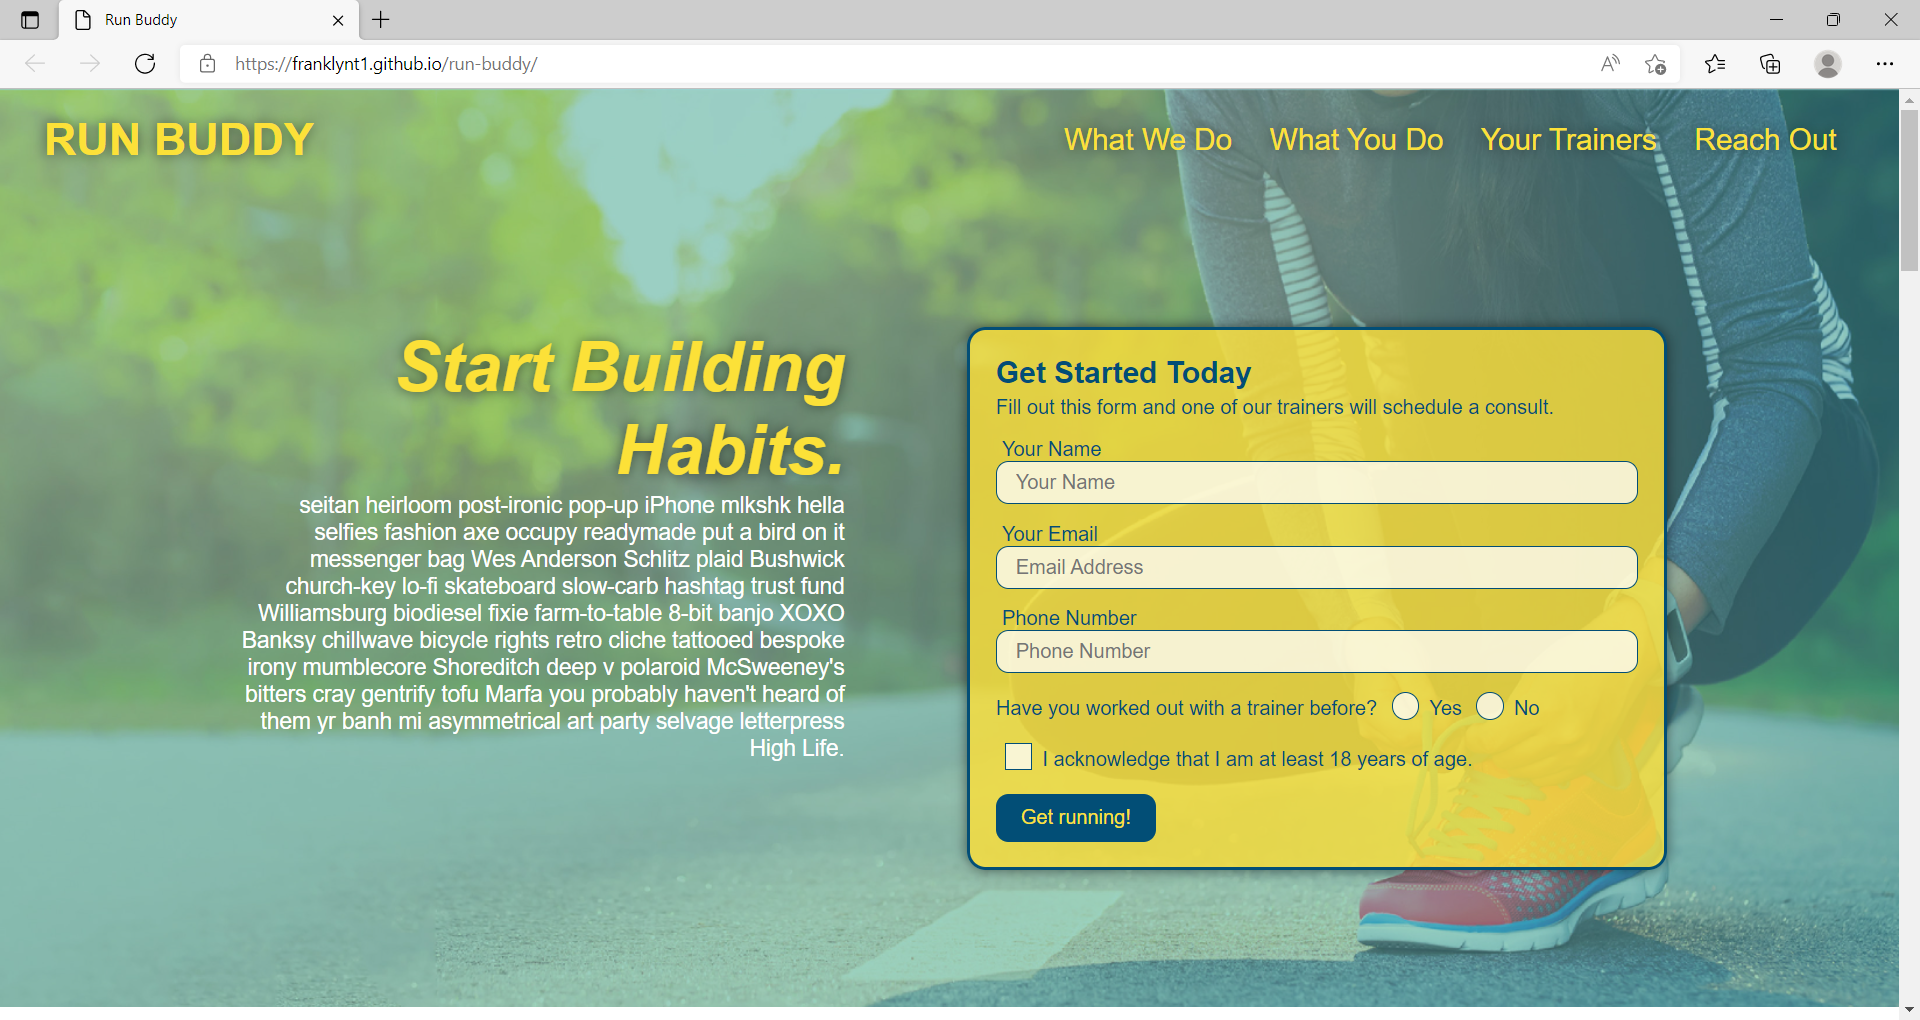 Run Buddy
https://franklynt1.github.io/run-buddy/
RUN BUDDY
What We Do
What You Do
Your Trainers
Reach Out
Start Building
Habits.
seitan heirloom post-ironic pop-up iPhone mlkshk hella
selfies fashion axe occupy readymade put a bird on it
messenger bag Wes Anderson Schlitz plaid Bushwick
church-key lo-fi skateboard slow-carb hashtag trust fund
Williamsburg biodiesel fixie farm-to-table 8-bit banjo XOXO
Banksy chillwave bicycle rights retro cliche tattooed bespoke
irony mumblecore Shoreditch deep v polaroid McSweeney's
bitters cray gentrify tofu Marfa you probably haven't heard of
them yr banh mi asymmetrical art party selvage letterpress
High Life.
Get Started Today
Fill out this form and one of our trainers will schedule a consult.
Your Name
Your Name
Your Email
Email Address
Phone Number
Phone Number
Have you worked out with a trainer before? Yes No
I acknowledge that I am at least 18 years of age.
Get running!